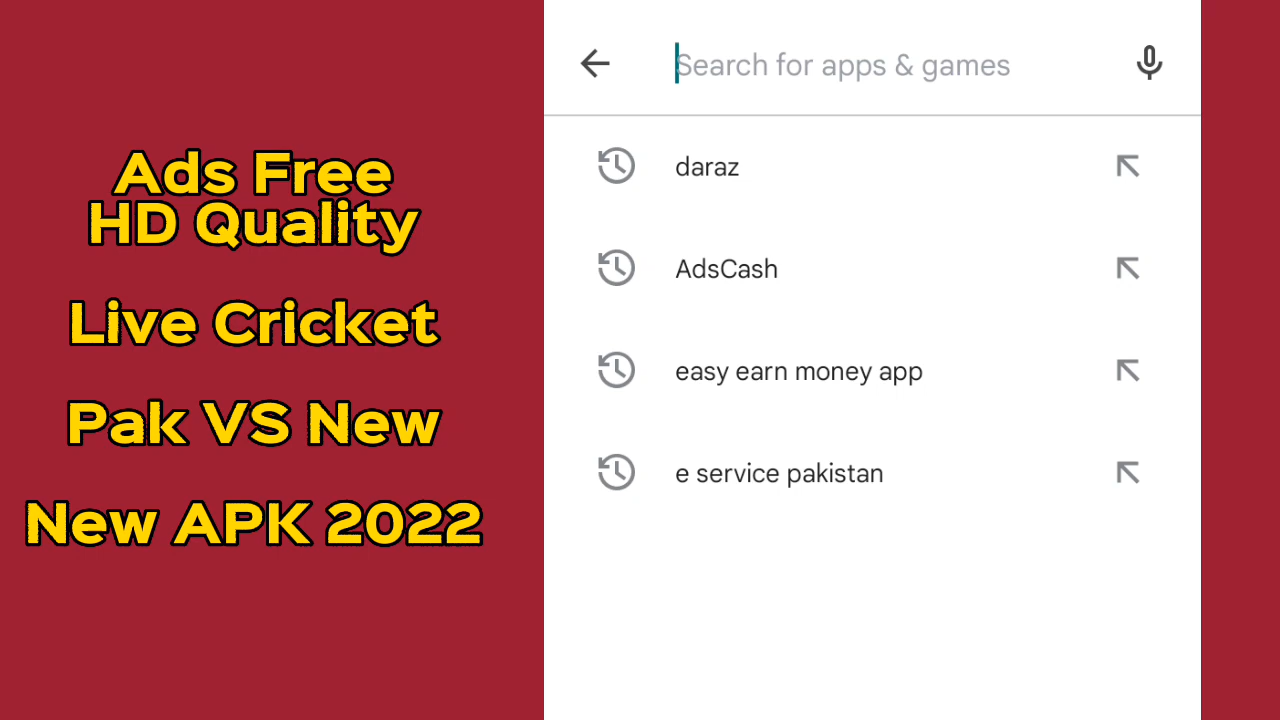 Ads Free
HD Quality
Live Cricket
Pak VS New
New APK 2022
Search for apps & games
daraz
AdsCash
easy earn money app
e service pakistan